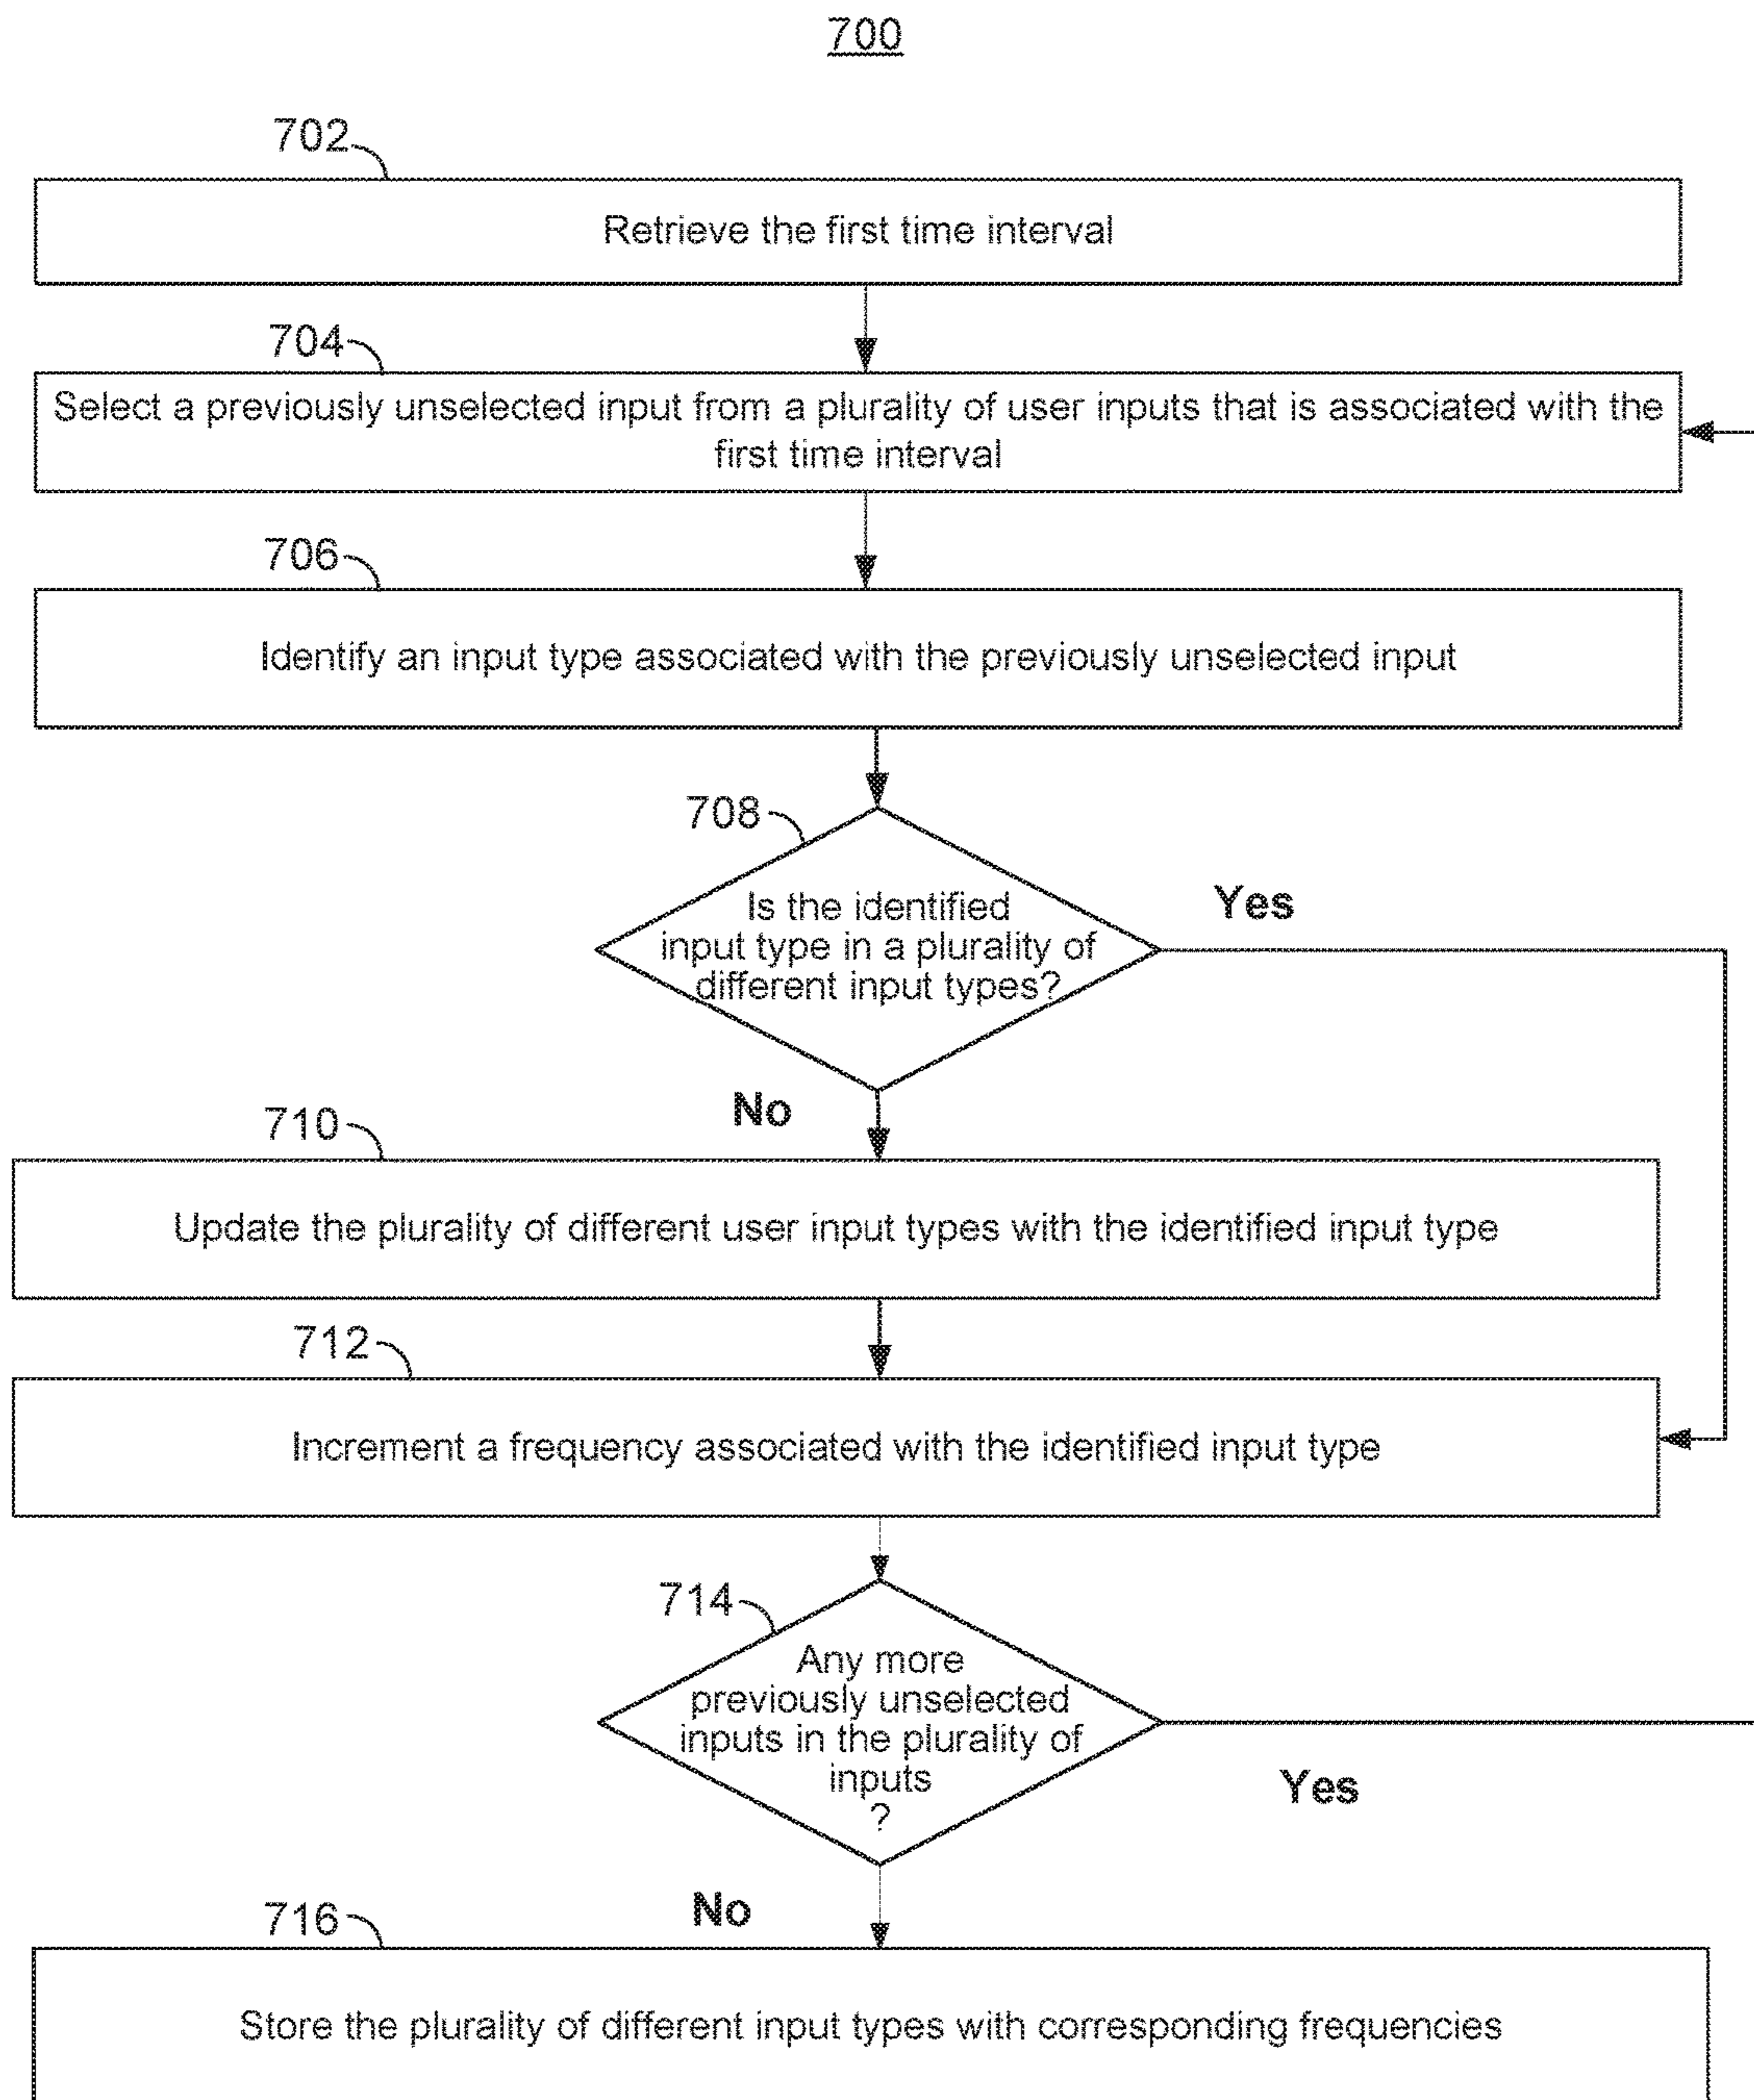 700
702
Retrieve the first time interval
704
Select a previously unselected input from a plurality of user inputs that is associated with the
first time interval
706
Identify an input type associated with the previously unselected input
708
Is the identified
input type in a plurality of
different input types?
Yes
No
710
Update the plurality of different user input types with the identified input type
712
Increment a frequency associated with the identified input type
714
Any more
previously unselected
inputs in the plurality of
inputs
?
Yes
No
716
Store the plurality of different input types with corresponding frequencies